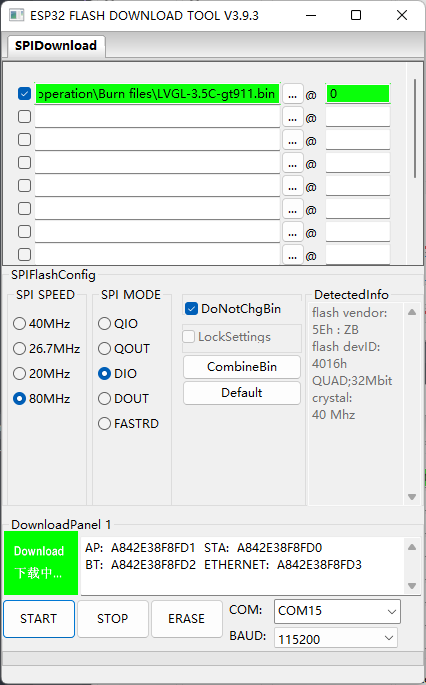 ESP32 FLASH DOWNLOAD TOOL V3.9.3
SPIDownload
operation\Burn files\LVGL-3.5C-gt911.bin ... @ 0
... @
... @
... @
... @
... @
... @
... @
SPIFlashConfig
SPI SPEED
40MHz
26.7MHz
20MHz
80MHz
SPI MODE
QIO
QOUT
DIO
DOUT
FASTRD
DoNotChgBin
LockSettings
CombineBin
Default
DetectedInfo
flash vendor:
5Eh : ZB
flash devID:
4016h
QUAD;32Mbit
crystal:
40 Mhz
DownloadPanel 1
Download
下载中...
AP: A842E38F8FD1 STA: A842E38F8FD0
BT: A842E38F8FD2 ETHERNET: A842E38F8FD3
START STOP ERASE
COM: COM15
BAUD: 115200